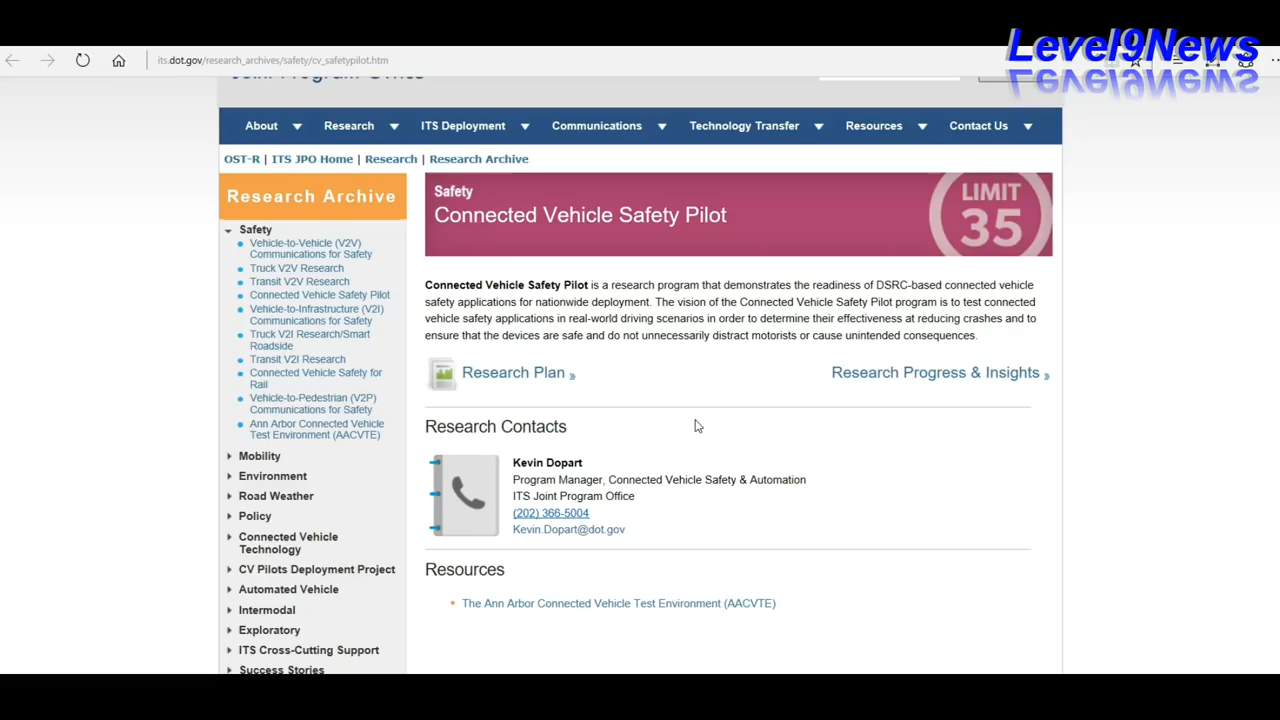 Level9News
its.dot.gov/research_archives/safety/cv_safetypilot.htm
Joint Program Office
About Research ITS Deployment Communications Technology Transfer Resources Contact Us
OST-R | ITS JPO Home | Research | Research Archive
Research Archive
Safety
Vehicle-to-Vehicle (V2V)
Communications for Safety
Truck V2V Research
Transit V2V Research
Connected Vehicle Safety Pilot
Vehicle-to-Infrastructure (V2I)
Communications for Safety
Truck V2I Research/Smart
Roadside
Transit V2I Research
Connected Vehicle Safety for
Rail
Vehicle-to-Pedestrian (V2P)
Communications for Safety
Ann Arbor Connected Vehicle
Test Environment (AACVTE)
Mobility
Environment
Road Weather
Policy
Connected Vehicle
Technology
CV Pilots Deployment Project
Automated Vehicle
Intermodal
Exploratory
ITS Cross-Cutting Support
Success Stories
Safety
Connected Vehicle Safety Pilot
LIMIT
35
Connected Vehicle Safety Pilot is a research program that demonstrates the readiness of DSRC-based connected vehicle
safety applications for nationwide deployment. The vision of the Connected Vehicle Safety Pilot program is to test connected
vehicle safety applications in real-world driving scenarios in order to determine their effectiveness at reducing crashes and to
ensure that the devices are safe and do not unnecessarily distract motorists or cause unintended consequences.
Research Plan »
Research Progress & Insights »
Research Contacts
Kevin Dopart
Program Manager, Connected Vehicle Safety & Automation
ITS Joint Program Office
(202) 366-5004
Kevin.Dopart@dot.gov
Resources
The Ann Arbor Connected Vehicle Test Environment (AACVTE)